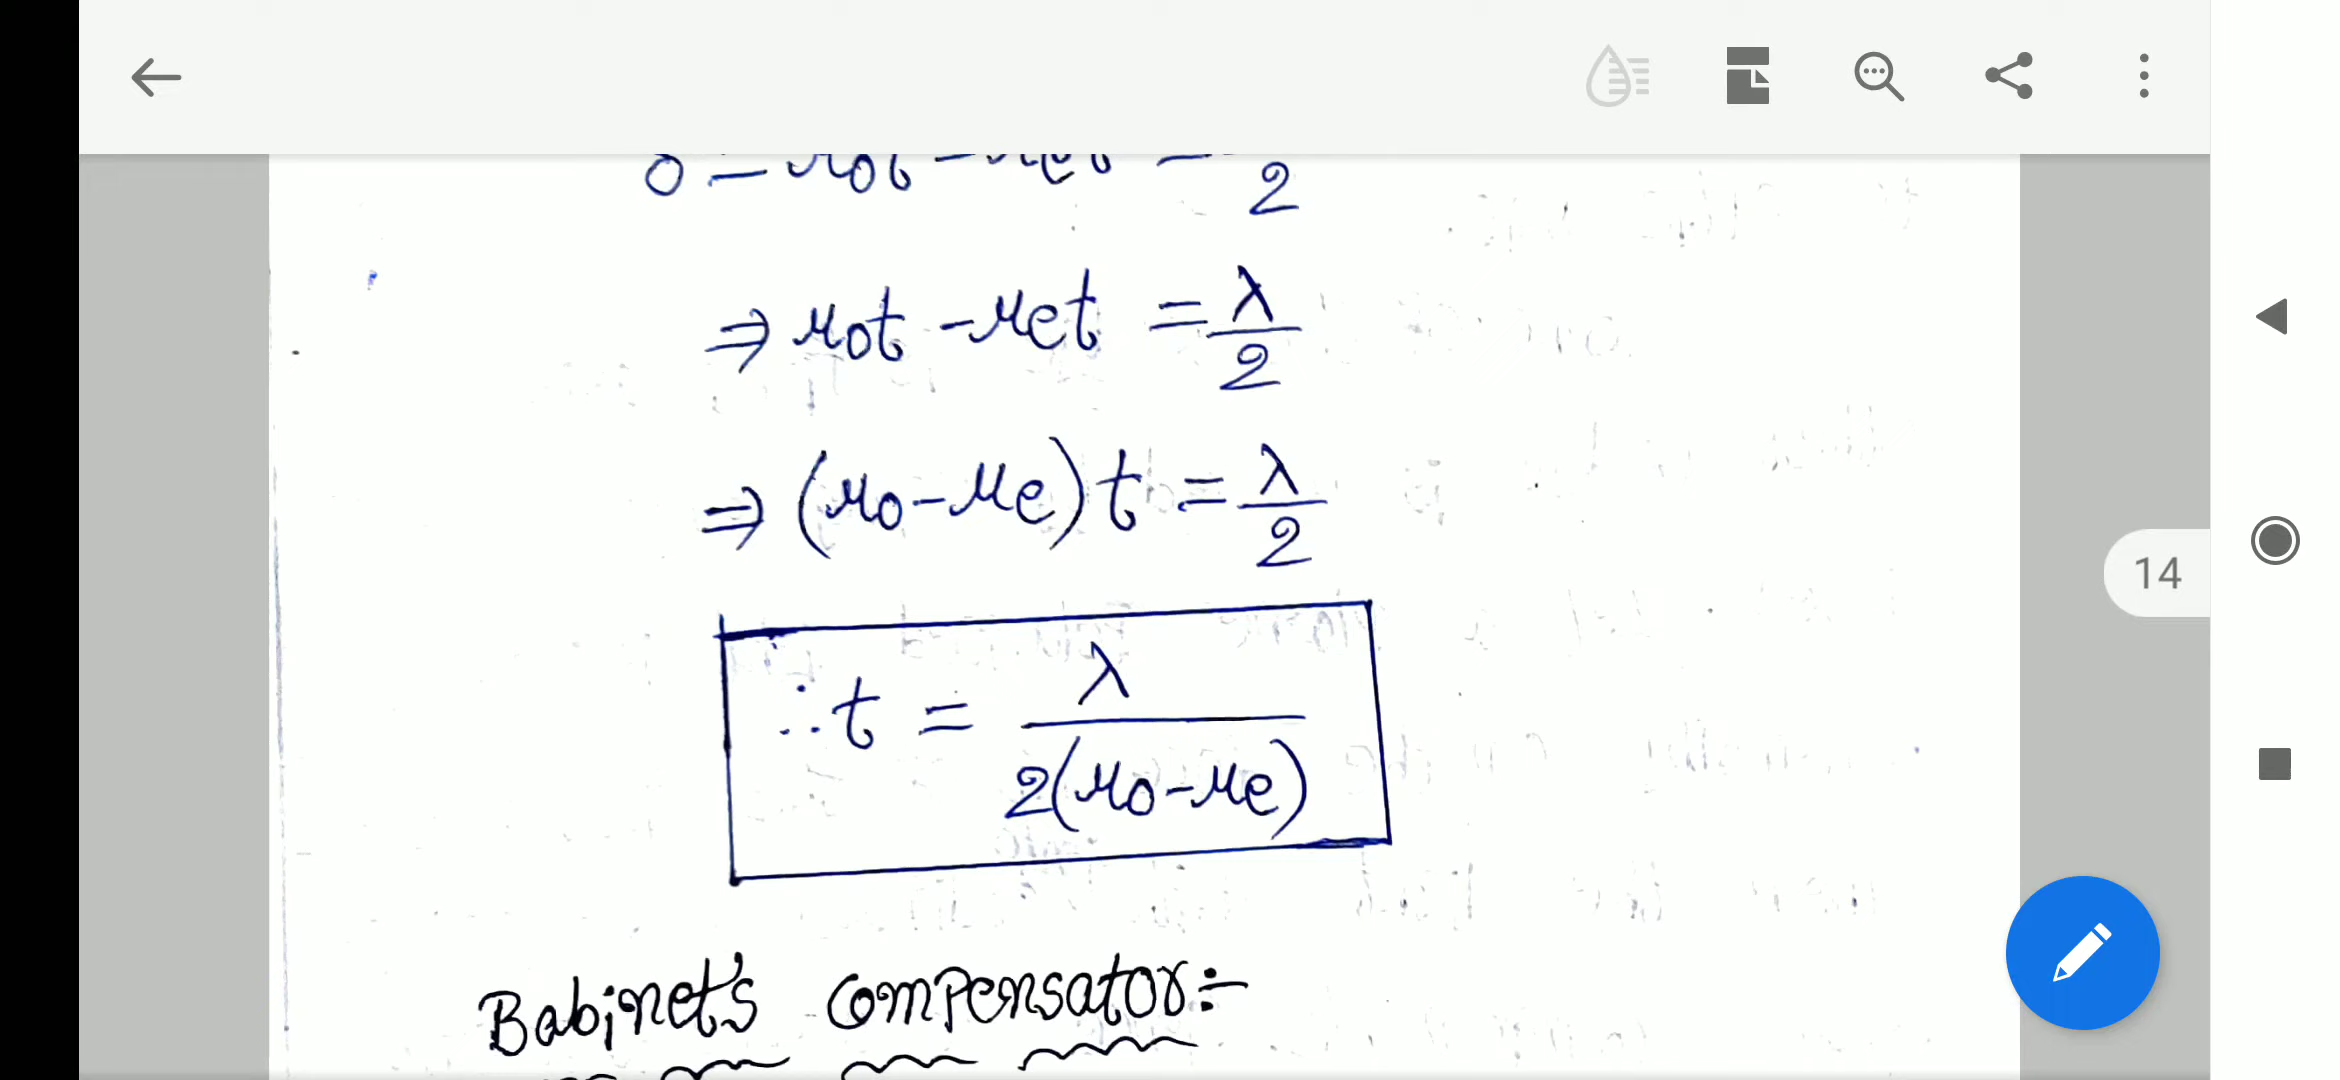 ⇒ μot - μet = λ/2
⇒ (μo - μe) t = λ/2
∴ t = λ/2(μo - μe)
14
Babinet's Compensator:-